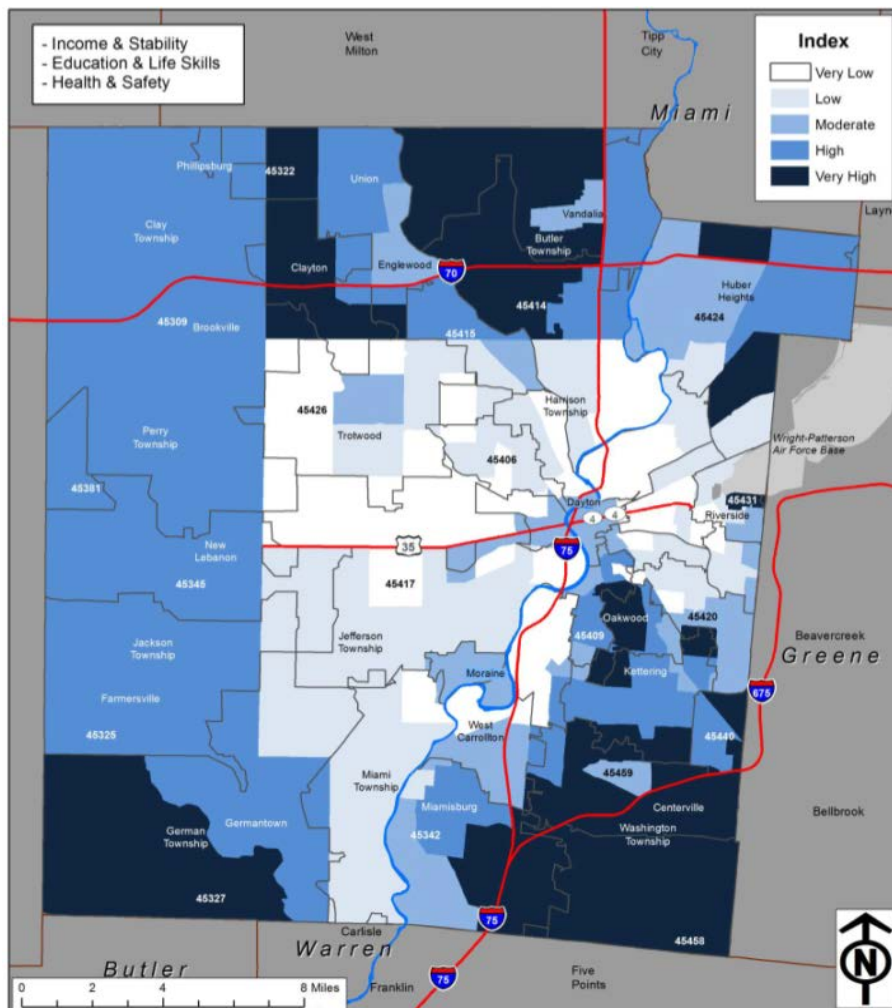 - Income & Stability
- Education & Life Skills
- Health & Safety
West
Milton
Tipp
City
Index
Very Low
Low
Moderate
High
Very High
Miami
Layn
Phillipsburg
45322
Union
Vandalia
Clay
Township
Butler
Township
Clayton
Englewood
70
Huber
Heights
45414
45424
45309
Brookville
45415
45426
Harrison
Township
Perry
Township
Trotwood
45406
Wright-Patterson
Air Force Base
45381
45431
Dayton
Riverside
4
4
35
75
New
Lebanon
45345
45417
Oakwood
45420
Jackson
Township
Jefferson
Township
45409
Beavercreek
Greene
Moraine
Kettering
Farmersville
675
45325
West
Carrollton
45440
45459
Miami
Township
Centerville
Germantown
Miamisburg
Bellbrook
German
Township
45342
Washington
Township
45327
75
Carlisle
Warren
45458
N
Butler
Franklin
75
Five
Points
0 2 4 8 Miles